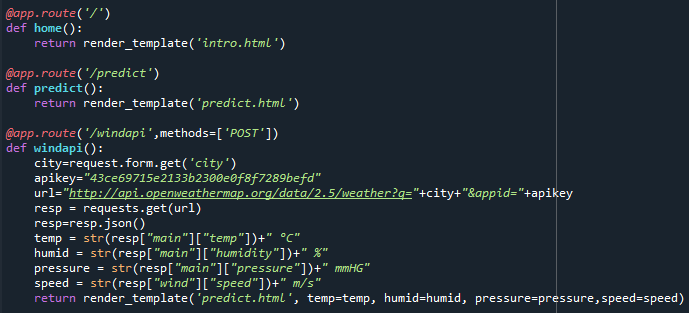 @app.route('/')
def home():
    return render_template('intro.html')

@app.route('/predict')
def predict():
    return render_template('predict.html')

@app.route('/windapi',methods=['POST'])
def windapi():
    city=request.form.get('city')
    apikey="43ce69715e2133b2300e0f8f7289befd"
    url="http://api.openweathermap.org/data/2.5/weather?q="+city+"&appid="+apikey
    resp = requests.get(url)
    resp=resp.json()
    temp = str(resp["main"]["temp"])+" °C"
    humid = str(resp["main"]["humidity"])+" %"
    pressure = str(resp["main"]["pressure"])+" mmHG"
    speed = str(resp["wind"]["speed"])+" m/s"
    return render_template('predict.html', temp=temp, humid=humid, pressure=pressure,speed=speed)